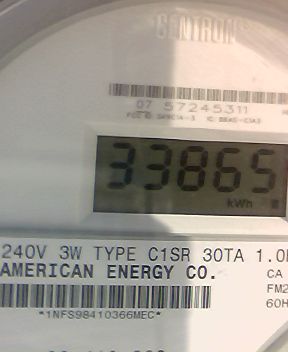 CENTRON
07 57245311
33865
kWh
240V 3W TYPE C1SR 30TA 1.0
AMERICAN ENERGY CO.
CA
FM2
60H
*1NFS98410366MEC*